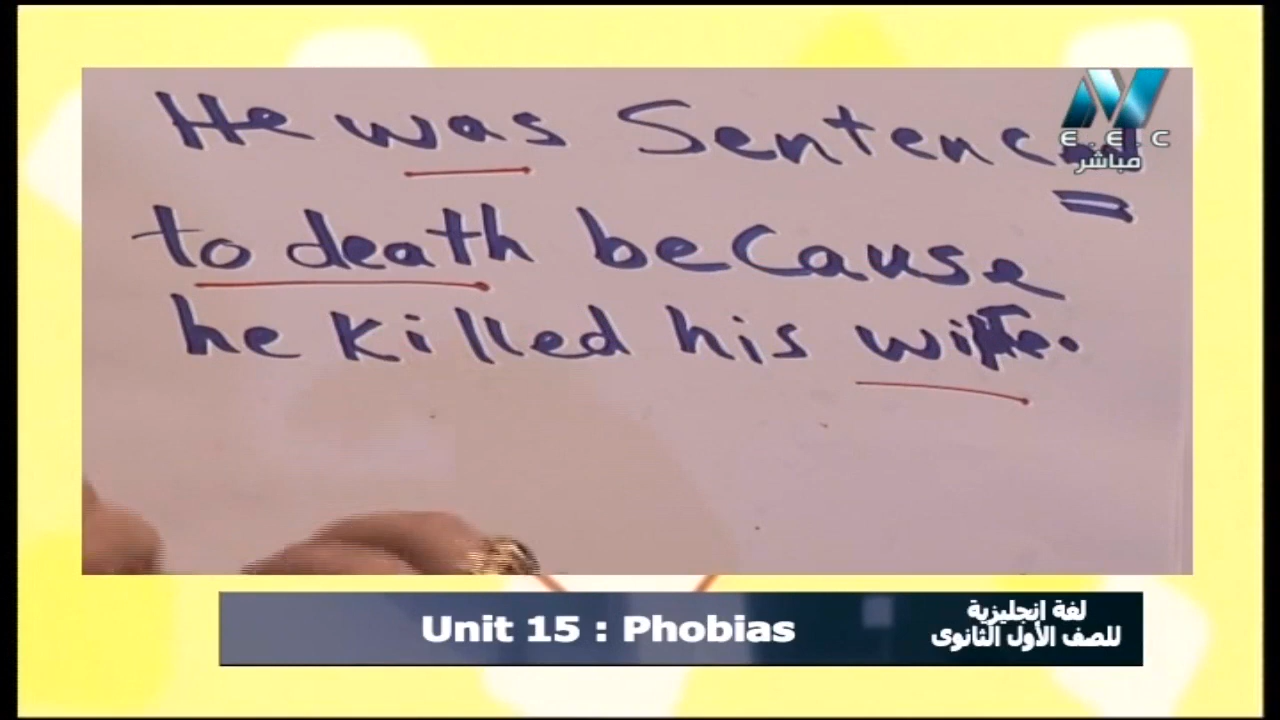 He was Sentenced
to death because
he killed his wife.
E.E.C
مباشر
Unit 15 : Phobias
لغة إنجليزية
للصف الأول الثانوى